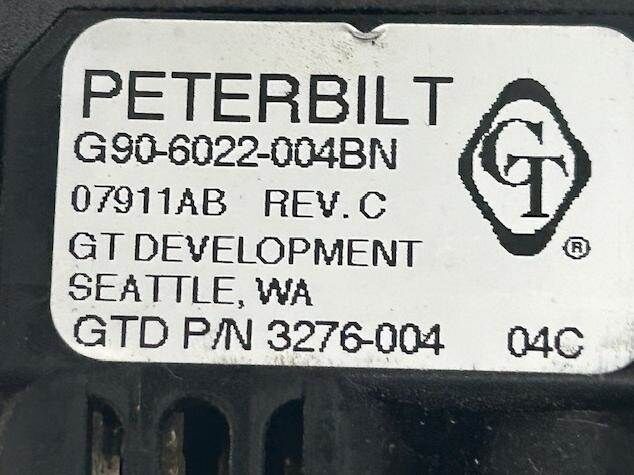 PETERBILT
G90-6022-004BN
07911AB REV. C
GT DEVELOPMENT
SEATTLE, WA
GTD P/N 3276-004 04C
GT
®